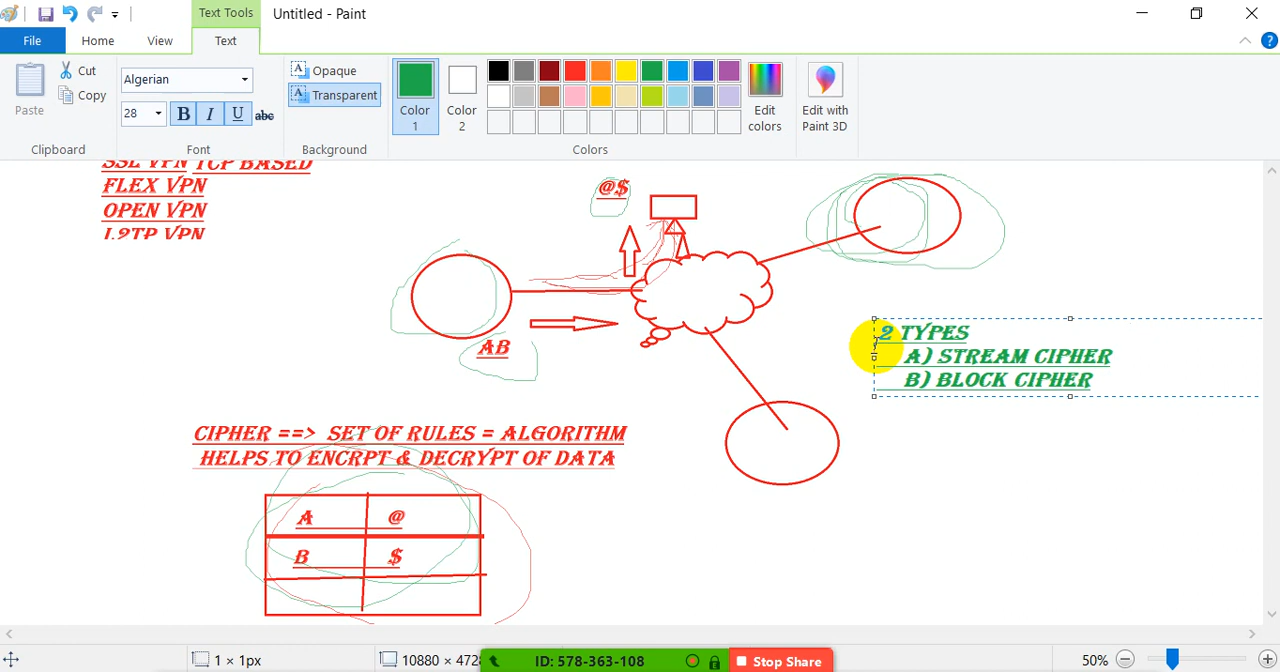 Text Tools
Untitled - Paint
File
Home
View
Text
Paste
Cut
Copy
Clipboard
Algerian
28
B I U abc
Font
A Opaque
A Transparent
Background
Color 1
Color 2
Edit colors
Edit with Paint 3D
Colors
SSL VPN TCP BASED
FLEX VPN
OPEN VPN
L2TP VPN
@$
AB
2 TYPES
A) STREAM CIPHER
B) BLOCK CIPHER
CIPHER ==> SET OF RULES = ALGORITHM
HELPS TO ENCRPT & DECRYPT OF DATA
A @
B $
1 × 1px
10880 × 472
ID: 578-363-108
Stop Share
50%